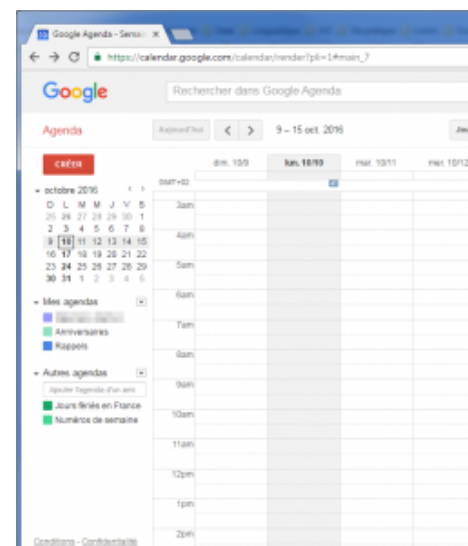 Google Agenda - Semai
https://calendar.google.com/calendar/render?pli=1#main_7
Google
Rechercher dans Google Agenda
Agenda
Aujourd'hui
9 – 15 oct. 2016
CRÉER
dim. 10/9
lun. 10/10
mar. 10/11
mer. 10/12
GMT+02
octobre 2016
D L M M J V S
25 26 27 28 29 30 1
2 3 4 5 6 7 8
9 10 11 12 13 14 15
16 17 18 19 20 21 22
23 24 25 26 27 28 29
30 31 1 2 3 4 5
3am
4am
5am
6am
7am
8am
9am
10am
11am
12pm
1pm
2pm
Mes agendas
Anniversaires
Rappels
Autres agendas
Ajouter l'agenda d'un ami
Jours fériés en France
Numéros de semaine
Conditions - Confidentialité